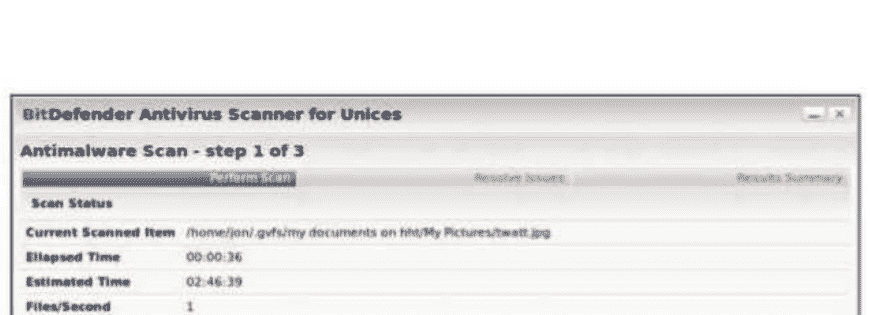 BitDefender Antivirus Scanner for Unices
Antimalware Scan - step 1 of 3
Perform Scan Resolve Issues Results Summary
Scan Status
Current Scanned Item /home/jon/.gvfs/my documents on hht/My Pictures/twatt.jpg
Ellapsed Time 00:00:36
Estimated Time 02:46:39
Files/Second 1